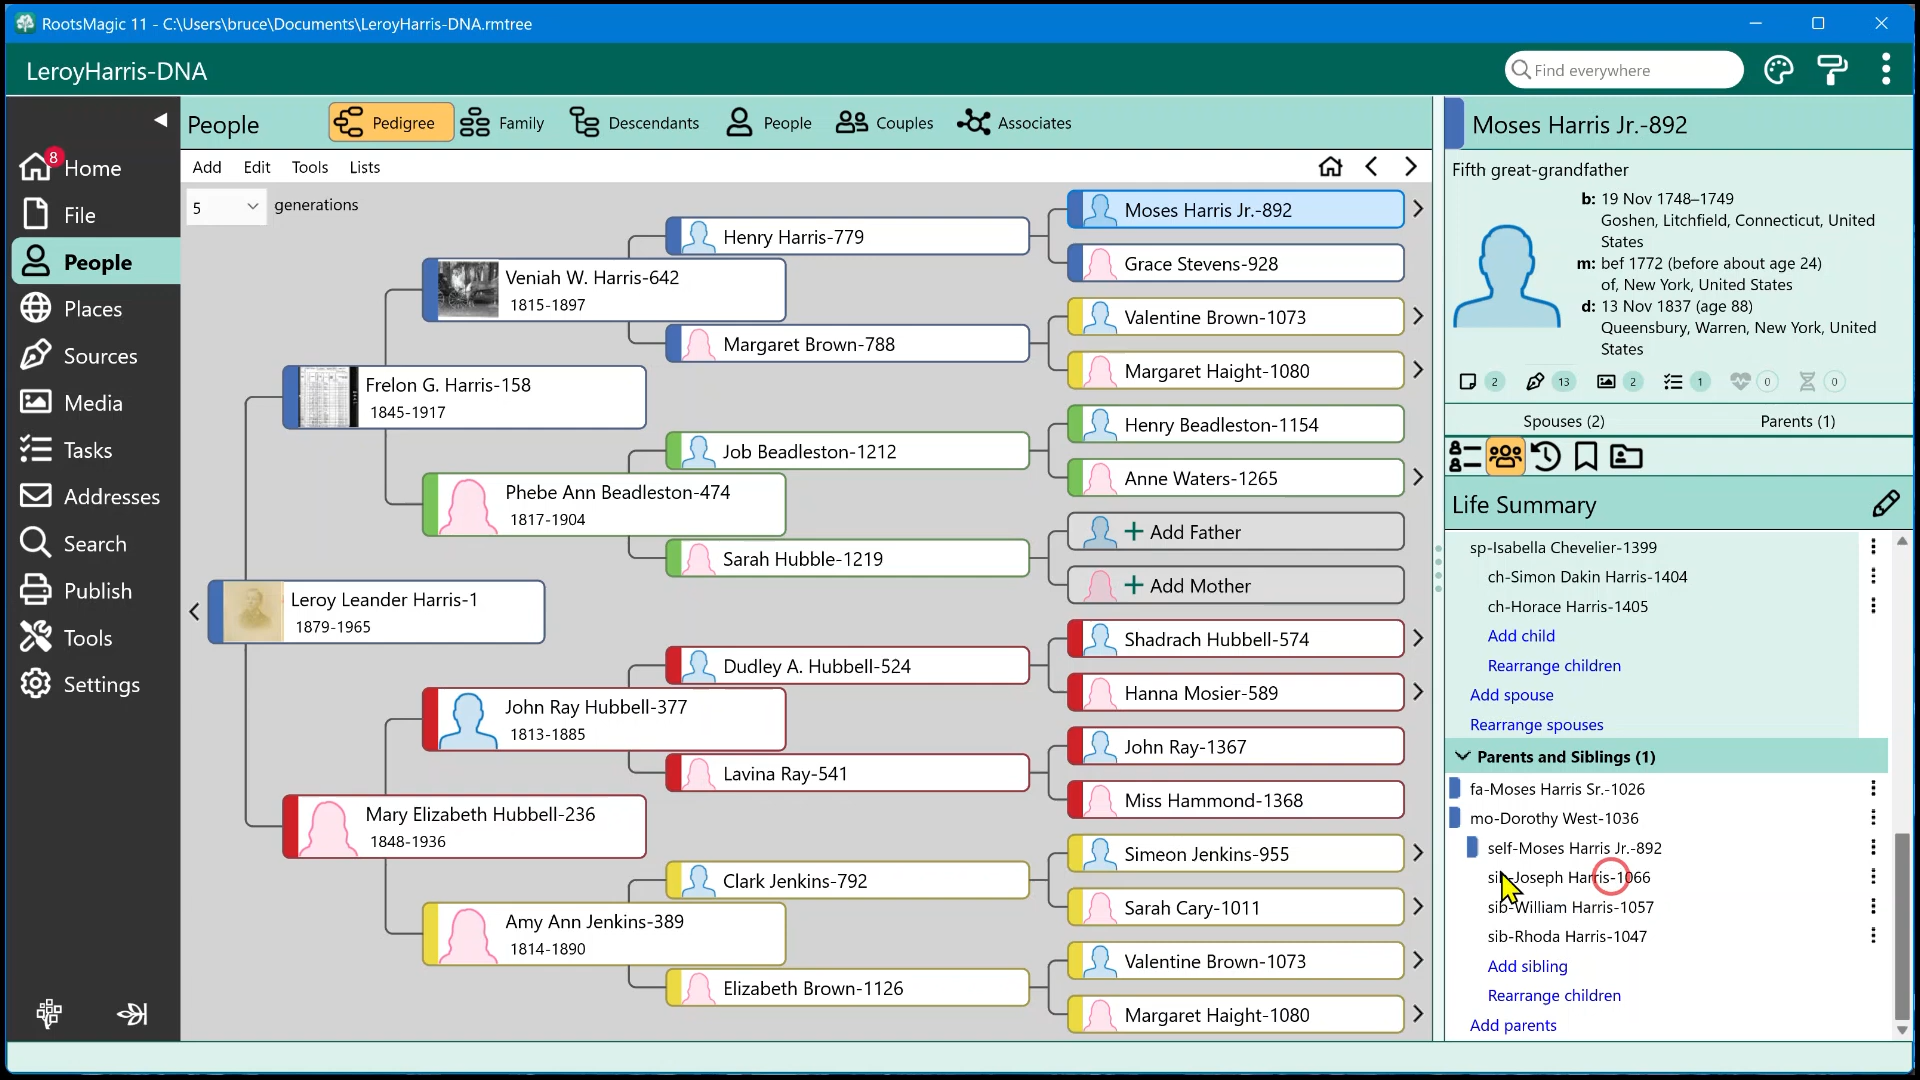 RootsMagic 11 - C:\Users\bruce\Documents\LeroyHarris-DNA.rmtree
LeroyHarris-DNA
Find everywhere
8
Home
File
People
Places
Sources
Media
Tasks
Addresses
Search
Publish
Tools
Settings
People
Pedigree
Family
Descendants
People
Couples
Associates
Add
Edit
Tools
Lists
5
generations
Leroy Leander Harris-1
1879-1965
Frelon G. Harris-158
1845-1917
Mary Elizabeth Hubbell-236
1848-1936
Veniah W. Harris-642
1815-1897
Phebe Ann Beadleston-474
1817-1904
John Ray Hubbell-377
1813-1885
Amy Ann Jenkins-389
1814-1890
Henry Harris-779
Margaret Brown-788
Job Beadleston-1212
Sarah Hubble-1219
Dudley A. Hubbell-524
Lavina Ray-541
Clark Jenkins-792
Elizabeth Brown-1126
Moses Harris Jr.-892
Grace Stevens-928
Valentine Brown-1073
Margaret Haight-1080
Henry Beadleston-1154
Anne Waters-1265
+ Add Father
+ Add Mother
Shadrach Hubbell-574
Hanna Mosier-589
John Ray-1367
Miss Hammond-1368
Simeon Jenkins-955
Sarah Cary-1011
Valentine Brown-1073
Margaret Haight-1080
Moses Harris Jr.-892
Fifth great-grandfather
b: 19 Nov 1748–1749
Goshen, Litchfield, Connecticut, United
States
m: bef 1772 (before about age 24)
of, New York, United States
d: 13 Nov 1837 (age 88)
Queensbury, Warren, New York, United
States
2 13 2 1 0 0
Spouses (2) Parents (1)
Life Summary
sp-Isabella Chevelier-1399
ch-Simon Dakin Harris-1404
ch-Horace Harris-1405
Add child
Rearrange children
Add spouse
Rearrange spouses
Parents and Siblings (1)
fa-Moses Harris Sr.-1026
mo-Dorothy West-1036
self-Moses Harris Jr.-892
sib-Joseph Harris-1066
sib-William Harris-1057
sib-Rhoda Harris-1047
Add sibling
Rearrange children
Add parents